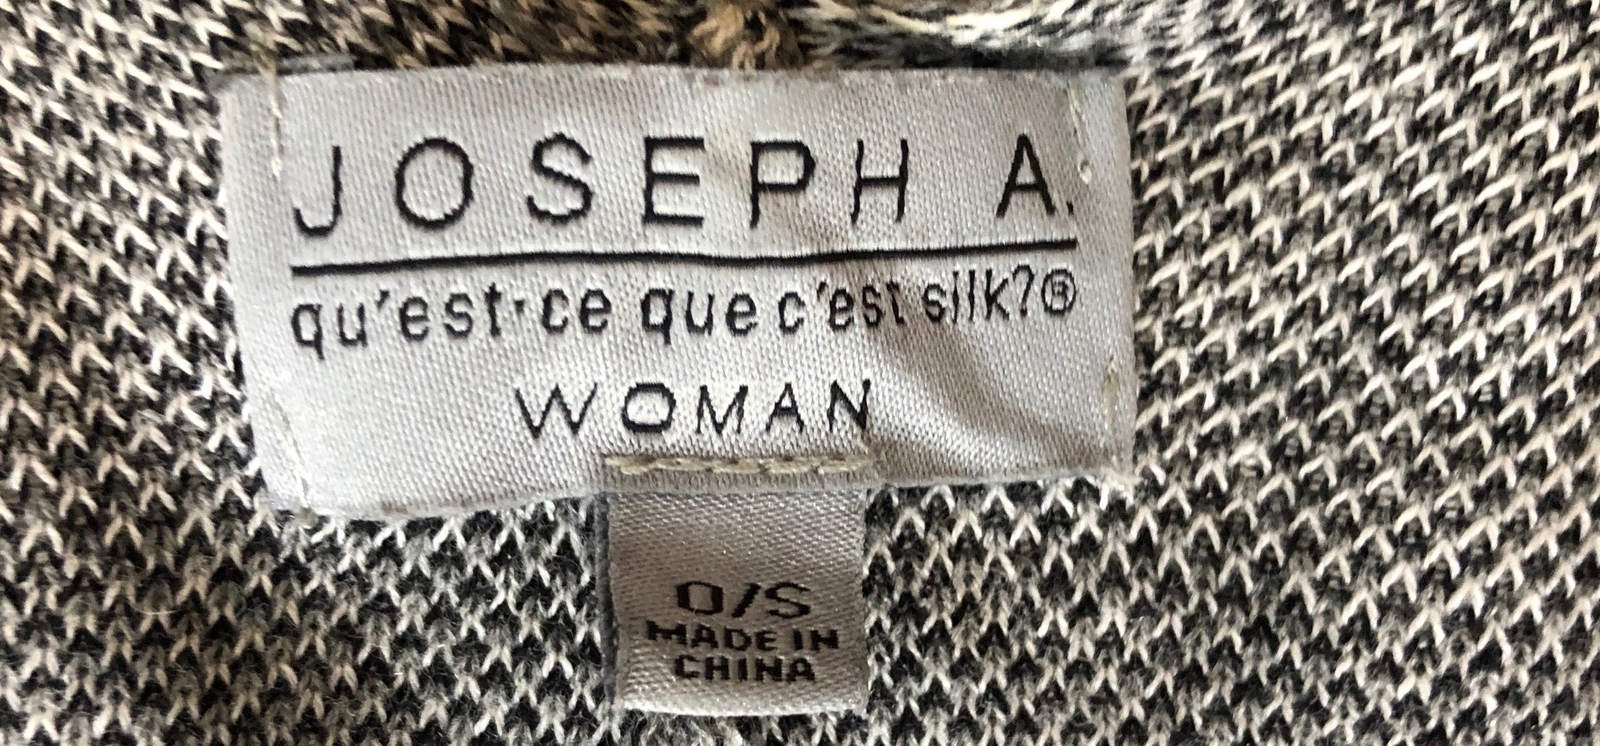 JOSEPH A.
qu'est-ce que c'est silk?®
WOMAN
O/S
MADE IN
CHINA